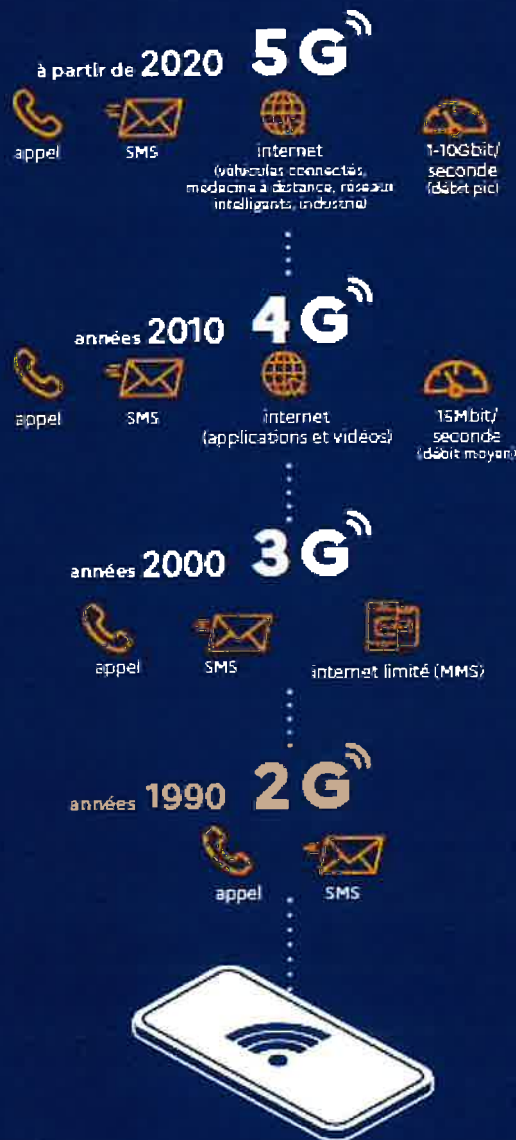 à partir de 2020 5G
appel
SMS
internet
(véhicules connectés,
médecine à distance, réseaux
intelligents, industrie)
1-10Gbit/
seconde
(débit pic)
années 2010 4G
appel
SMS
internet
(applications et vidéos)
15Mbit/
seconde
(débit moyen)
années 2000 3G
appel
SMS
internet limité (MMS)
années 1990 2G
appel
SMS